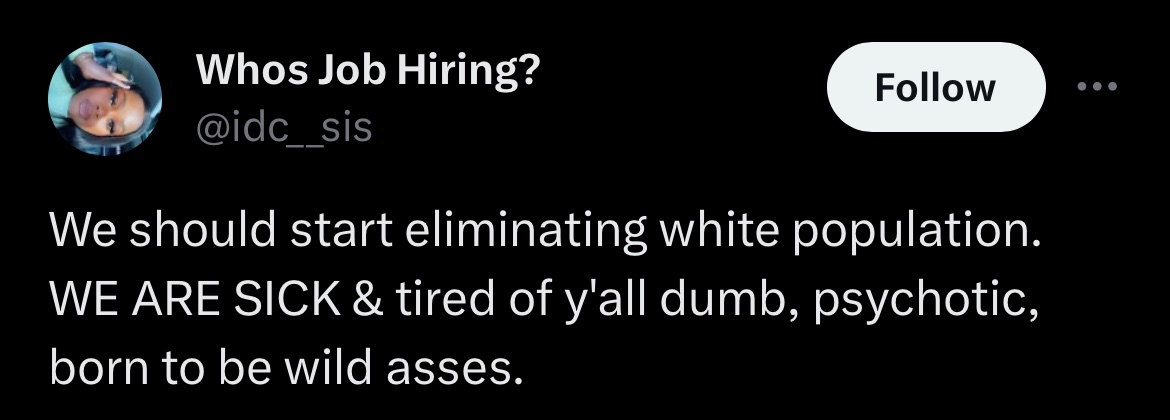 Whos Job Hiring?
Follow
@idc__sis
We should start eliminating white population.
WE ARE SICK & tired of y'all dumb, psychotic,
born to be wild asses.